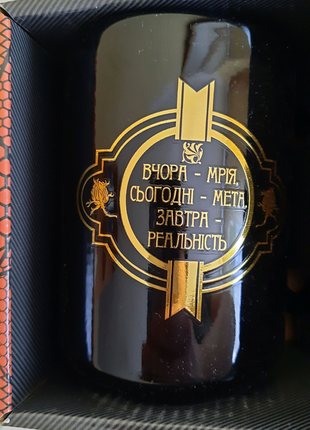 ВЧОРА - МРІЯ,
СЬОГОДНІ - МЕТА,
ЗАВТРА -
РЕАЛЬНІСТЬ